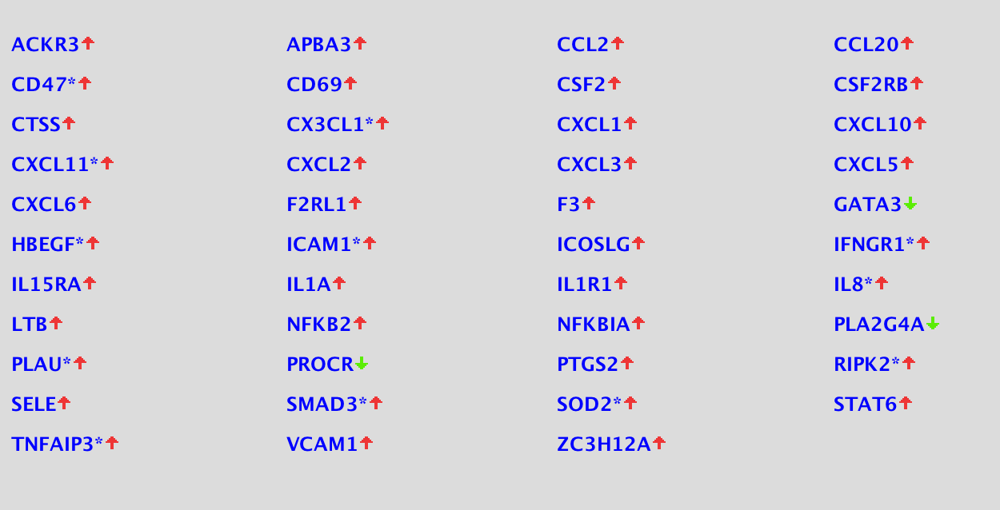 ACKR3↑ APBA3↑ CCL2↑ CCL20↑
CD47*↑ CD69↑ CSF2↑ CSF2RB↑
CTSS↑ CX3CL1*↑ CXCL1↑ CXCL10↑
CXCL11*↑ CXCL2↑ CXCL3↑ CXCL5↑
CXCL6↑ F2RL1↑ F3↑ GATA3↓
HBEGF*↑ ICAM1*↑ ICOSLG↑ IFNGR1*↑
IL15RA↑ IL1A↑ IL1R1↑ IL8*↑
LTB↑ NFKB2↑ NFKBIA↑ PLA2G4A↓
PLAU*↑ PROCR↓ PTGS2↑ RIPK2*↑
SELE↑ SMAD3*↑ SOD2*↑ STAT6↑
TNFAIP3*↑ VCAM1↑ ZC3H12A↑